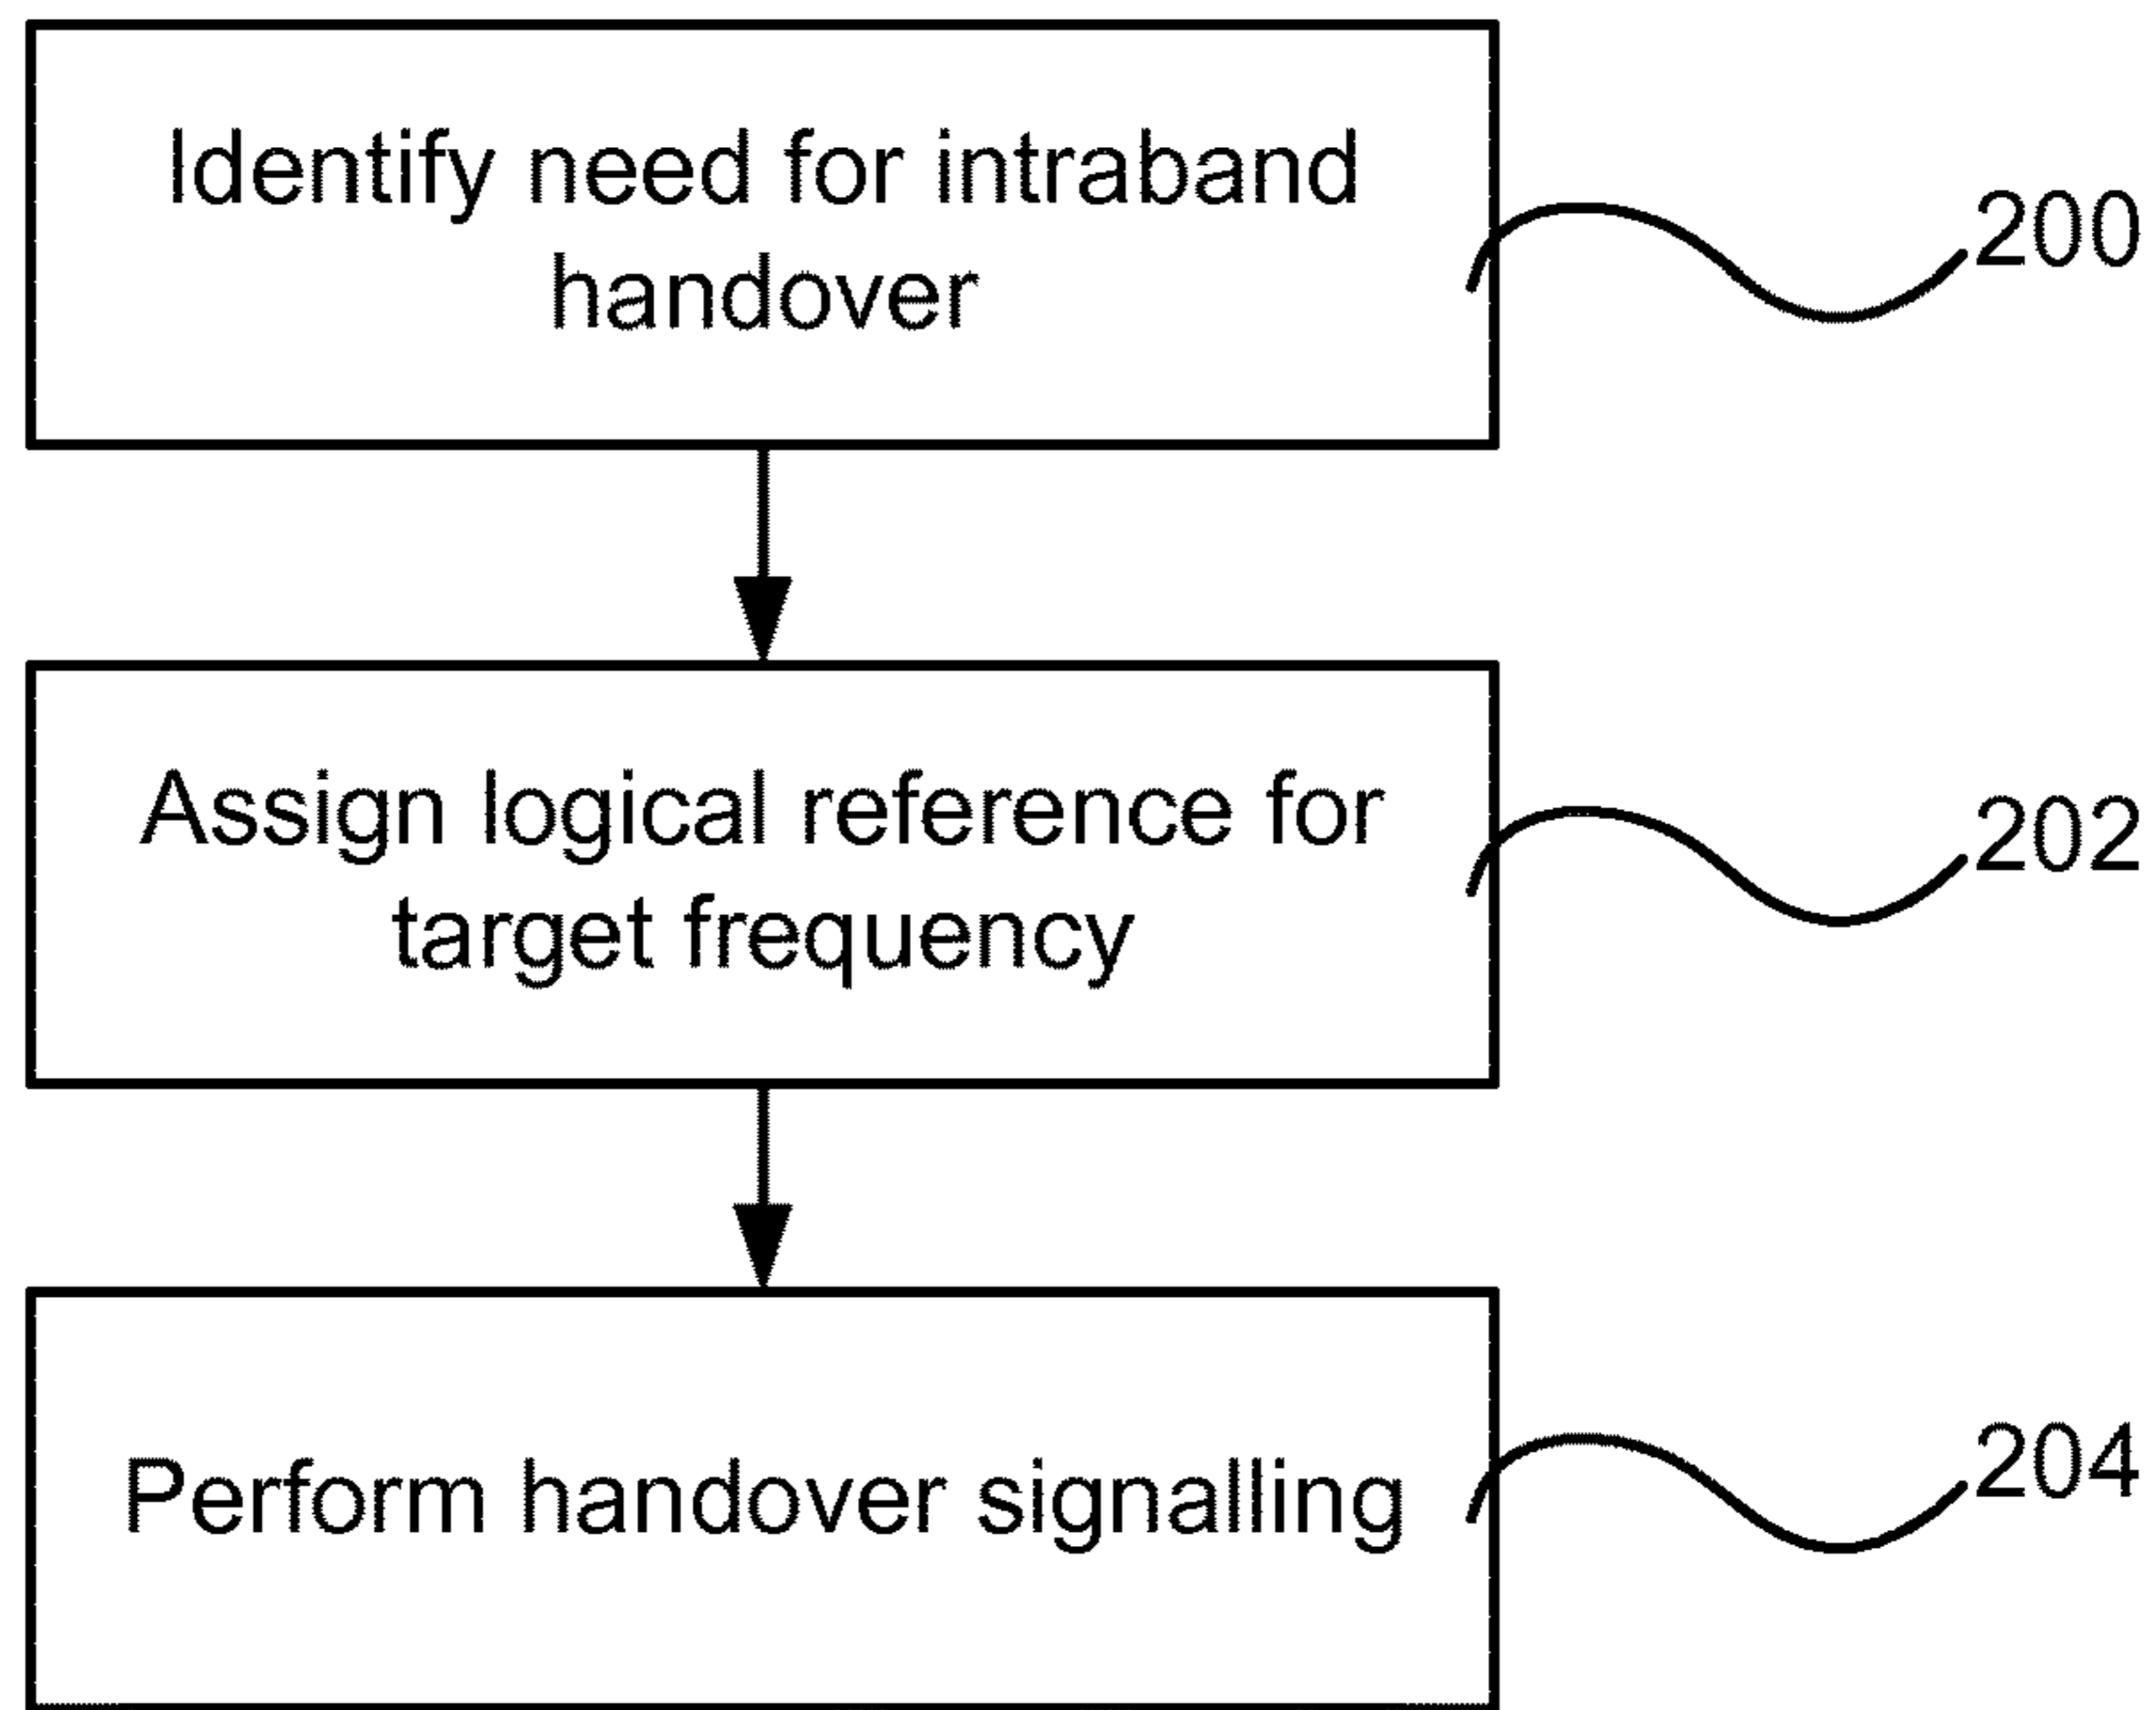 Identify need for intraband
handover
200
Assign logical reference for
target frequency
202
Perform handover signalling
204